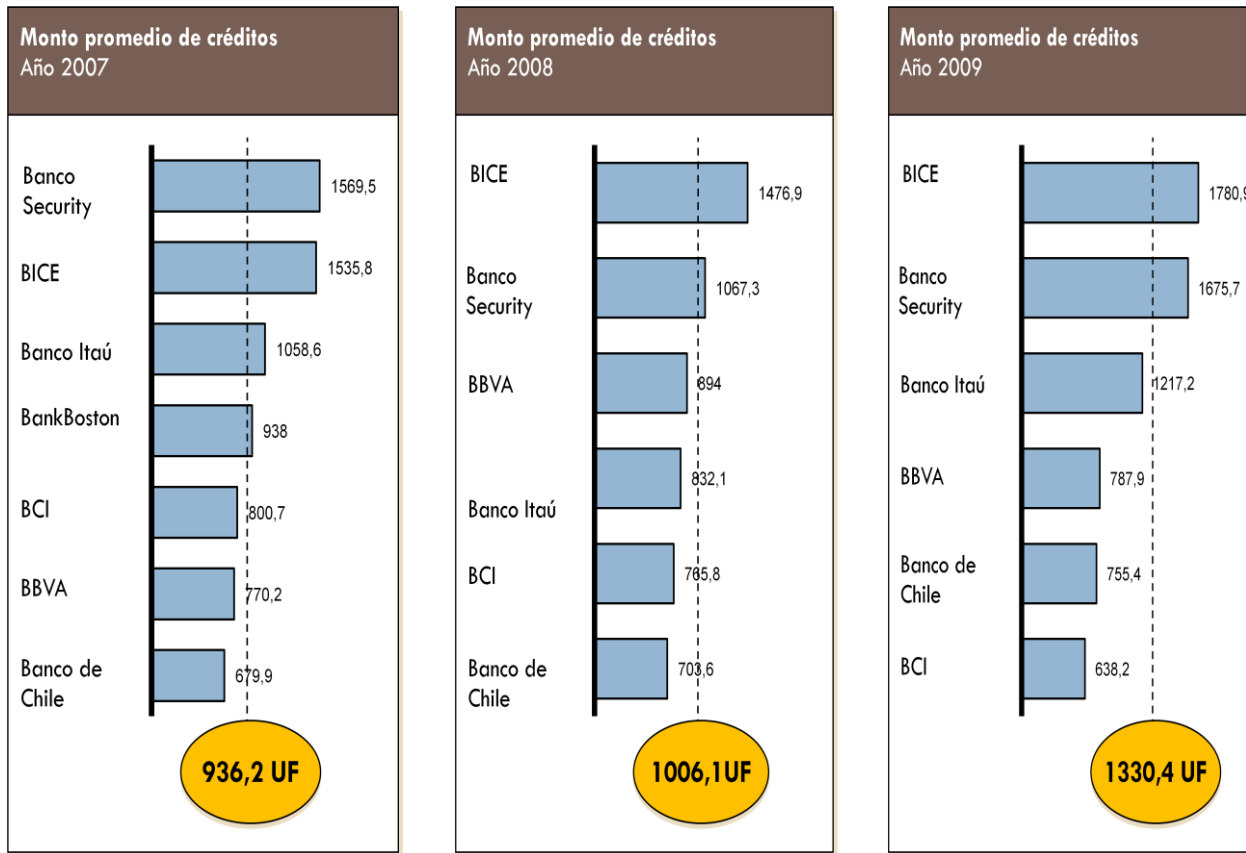 Monto promedio de créditos
Año 2007
Banco
Security
1569,5
BICE
1535,8
Banco Itaú
1058,6
BankBoston
938
BCI
800,7
BBVA
770,2
Banco de
Chile
679,9
936,2 UF
Monto promedio de créditos
Año 2008
BICE
1476,9
Banco
Security
1067,3
BBVA
894
Banco Itaú
832,1
BCI
765,8
Banco de
Chile
703,6
1006,1UF
Monto promedio de créditos
Año 2009
BICE
1780,9
Banco
Security
1675,7
Banco Itaú
1217,2
BBVA
787,9
Banco de
Chile
755,4
BCI
638,2
1330,4 UF